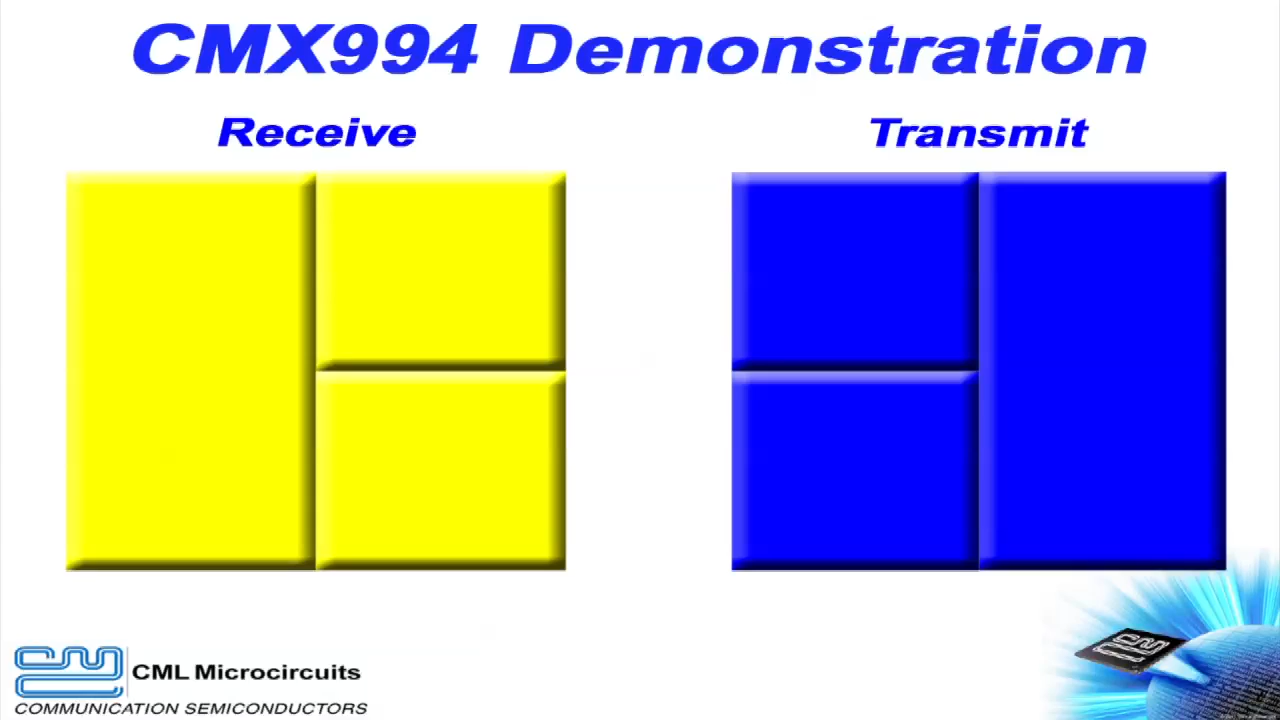 CMX994 Demonstration
Receive
Transmit
CML Microcircuits
COMMUNICATION SEMICONDUCTORS